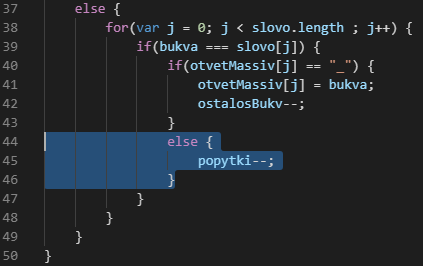 37 else {
38 for(var j = 0; j < slovo.length ; j++) {
39 if(bukva === slovo[j]) {
40 if(otvetMassiv[j] == "_") {
41 otvetMassiv[j] = bukva;
42 ostalosBukv--;
43 }
44 else {
45 popytki--;
46 }
47 }
48 }
49 }
50 }